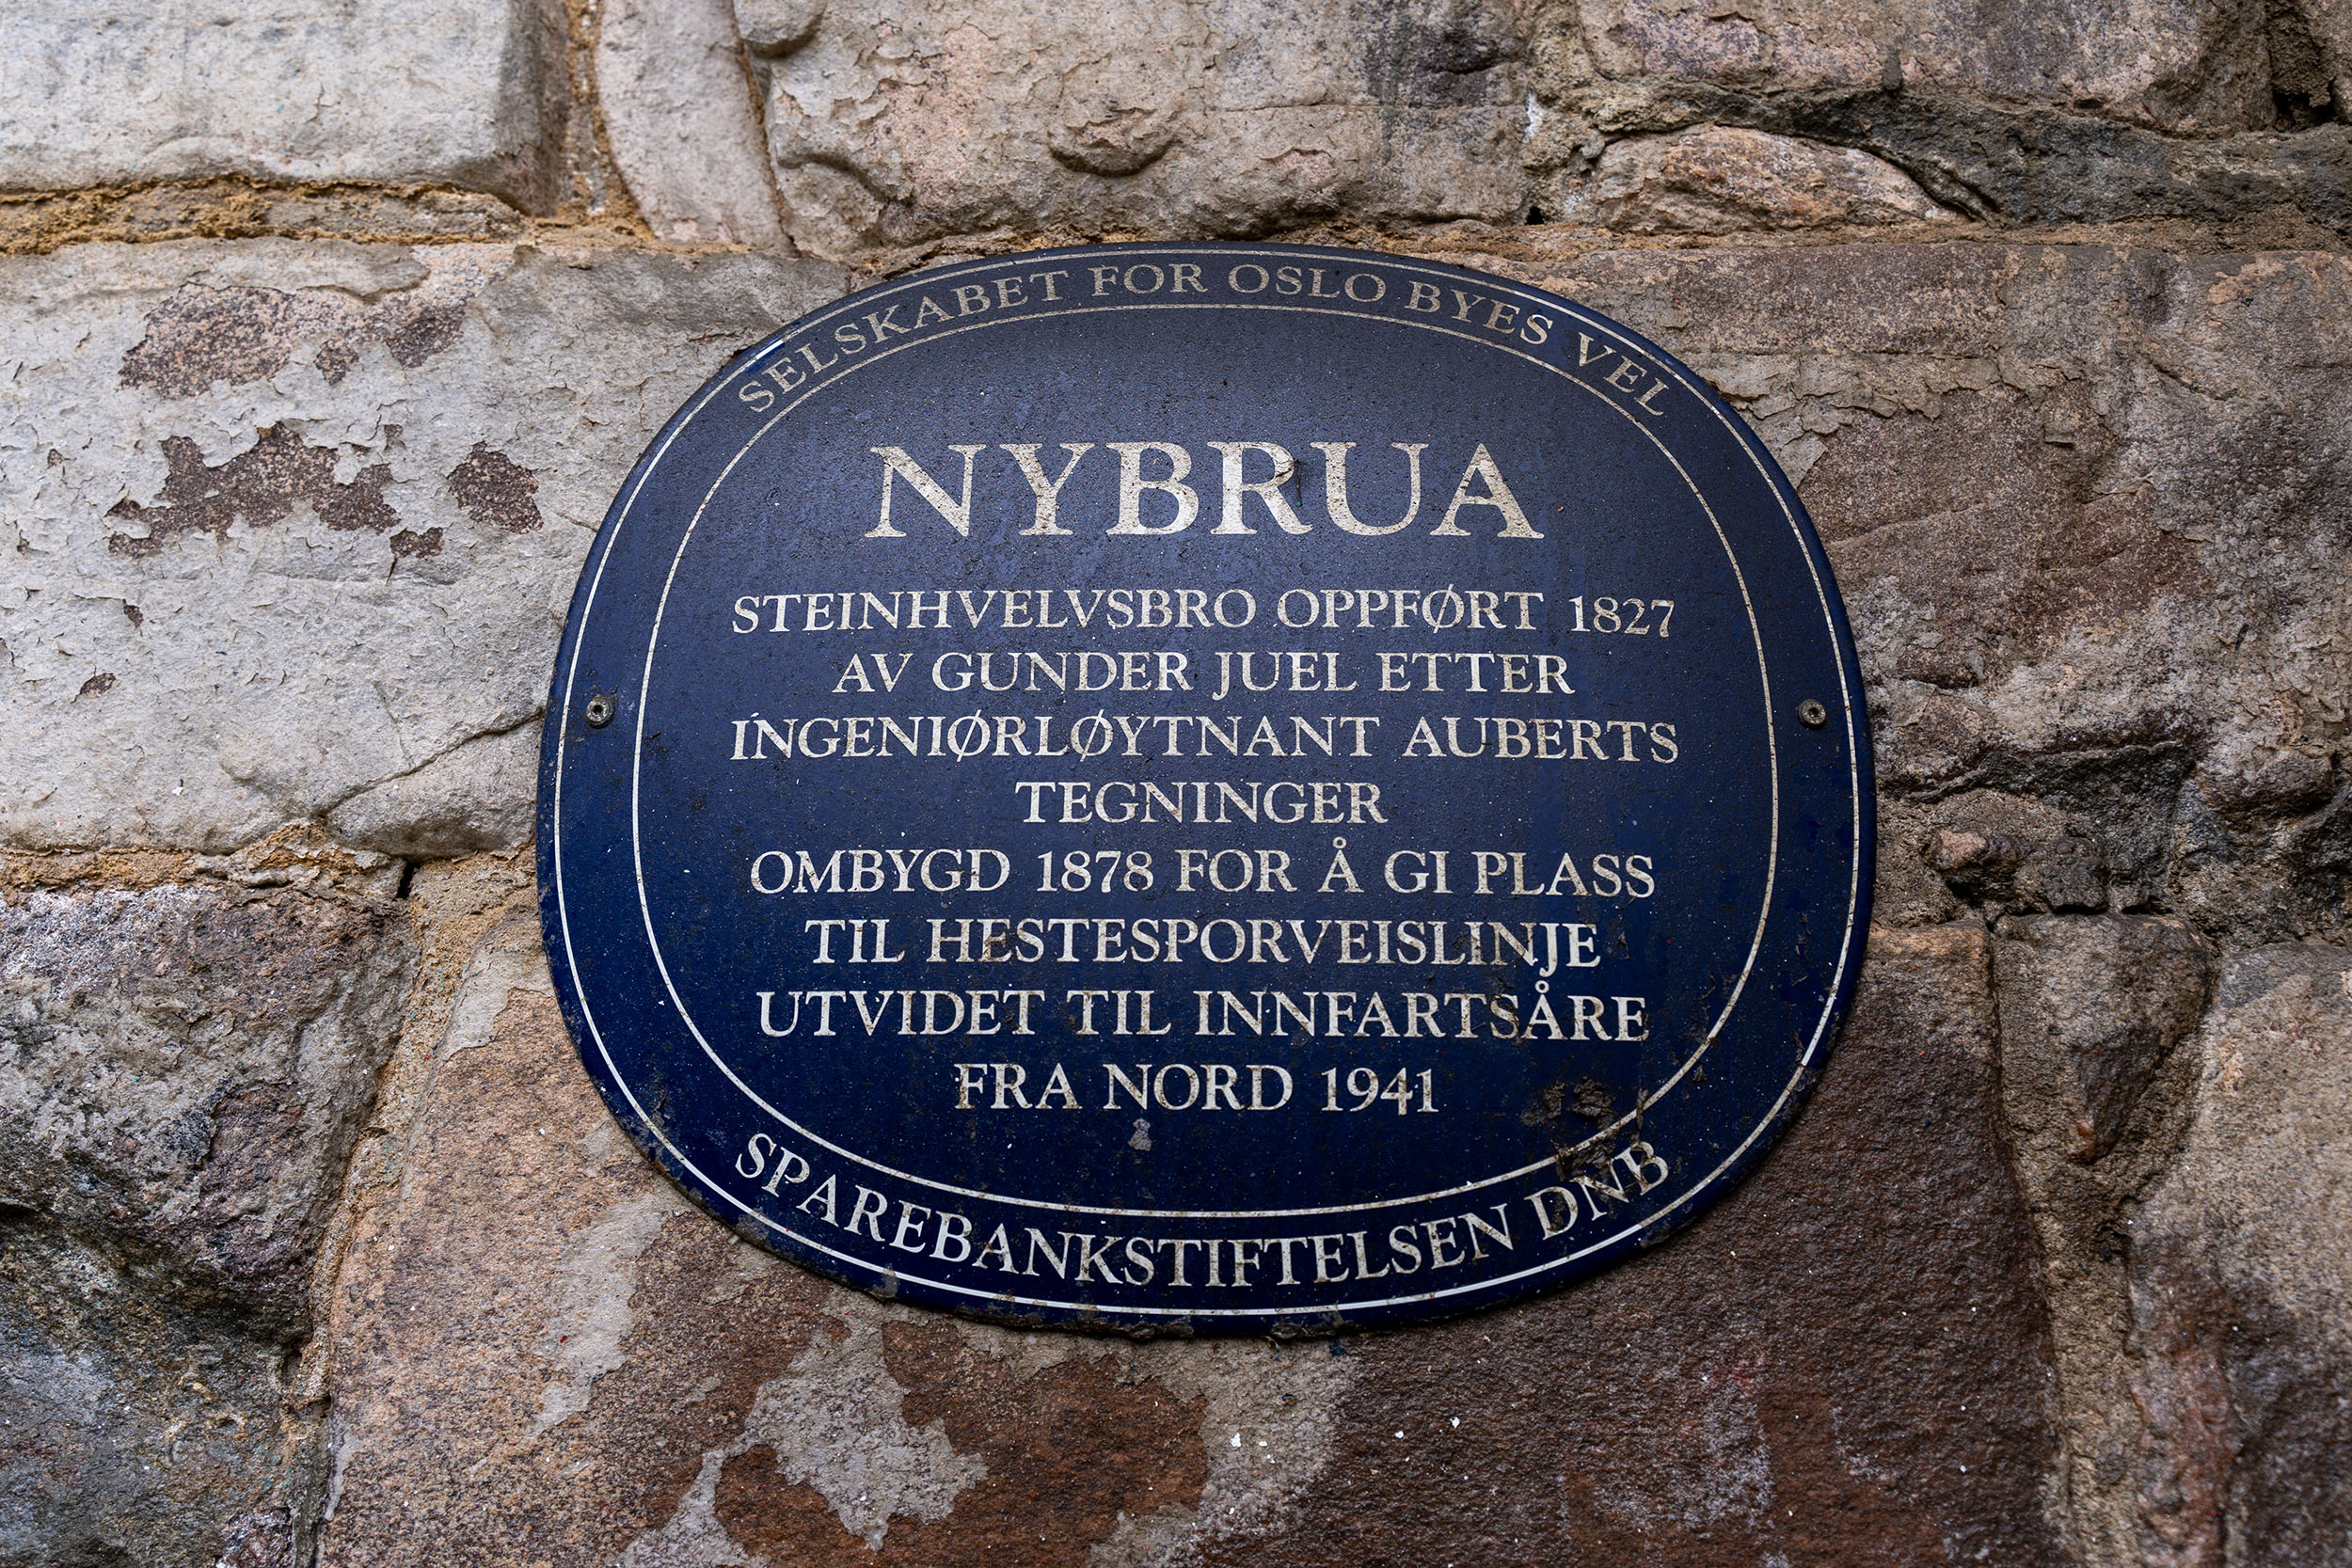 SELSKABET FOR OSLO BYES VEL
NYBRUA
STEINHVELVSBRO OPPFØRT 1827
AV GUNDER JUEL ETTER
INGENIØRLØYTNANT AUBERTS
TEGNINGER
OMBYGD 1878 FOR Å GI PLASS
TIL HESTESPORVEISLINJE
UTVIDET TIL INNFARTSÅRE
FRA NORD 1941
SPAREBANKSTIFTELSEN DNB